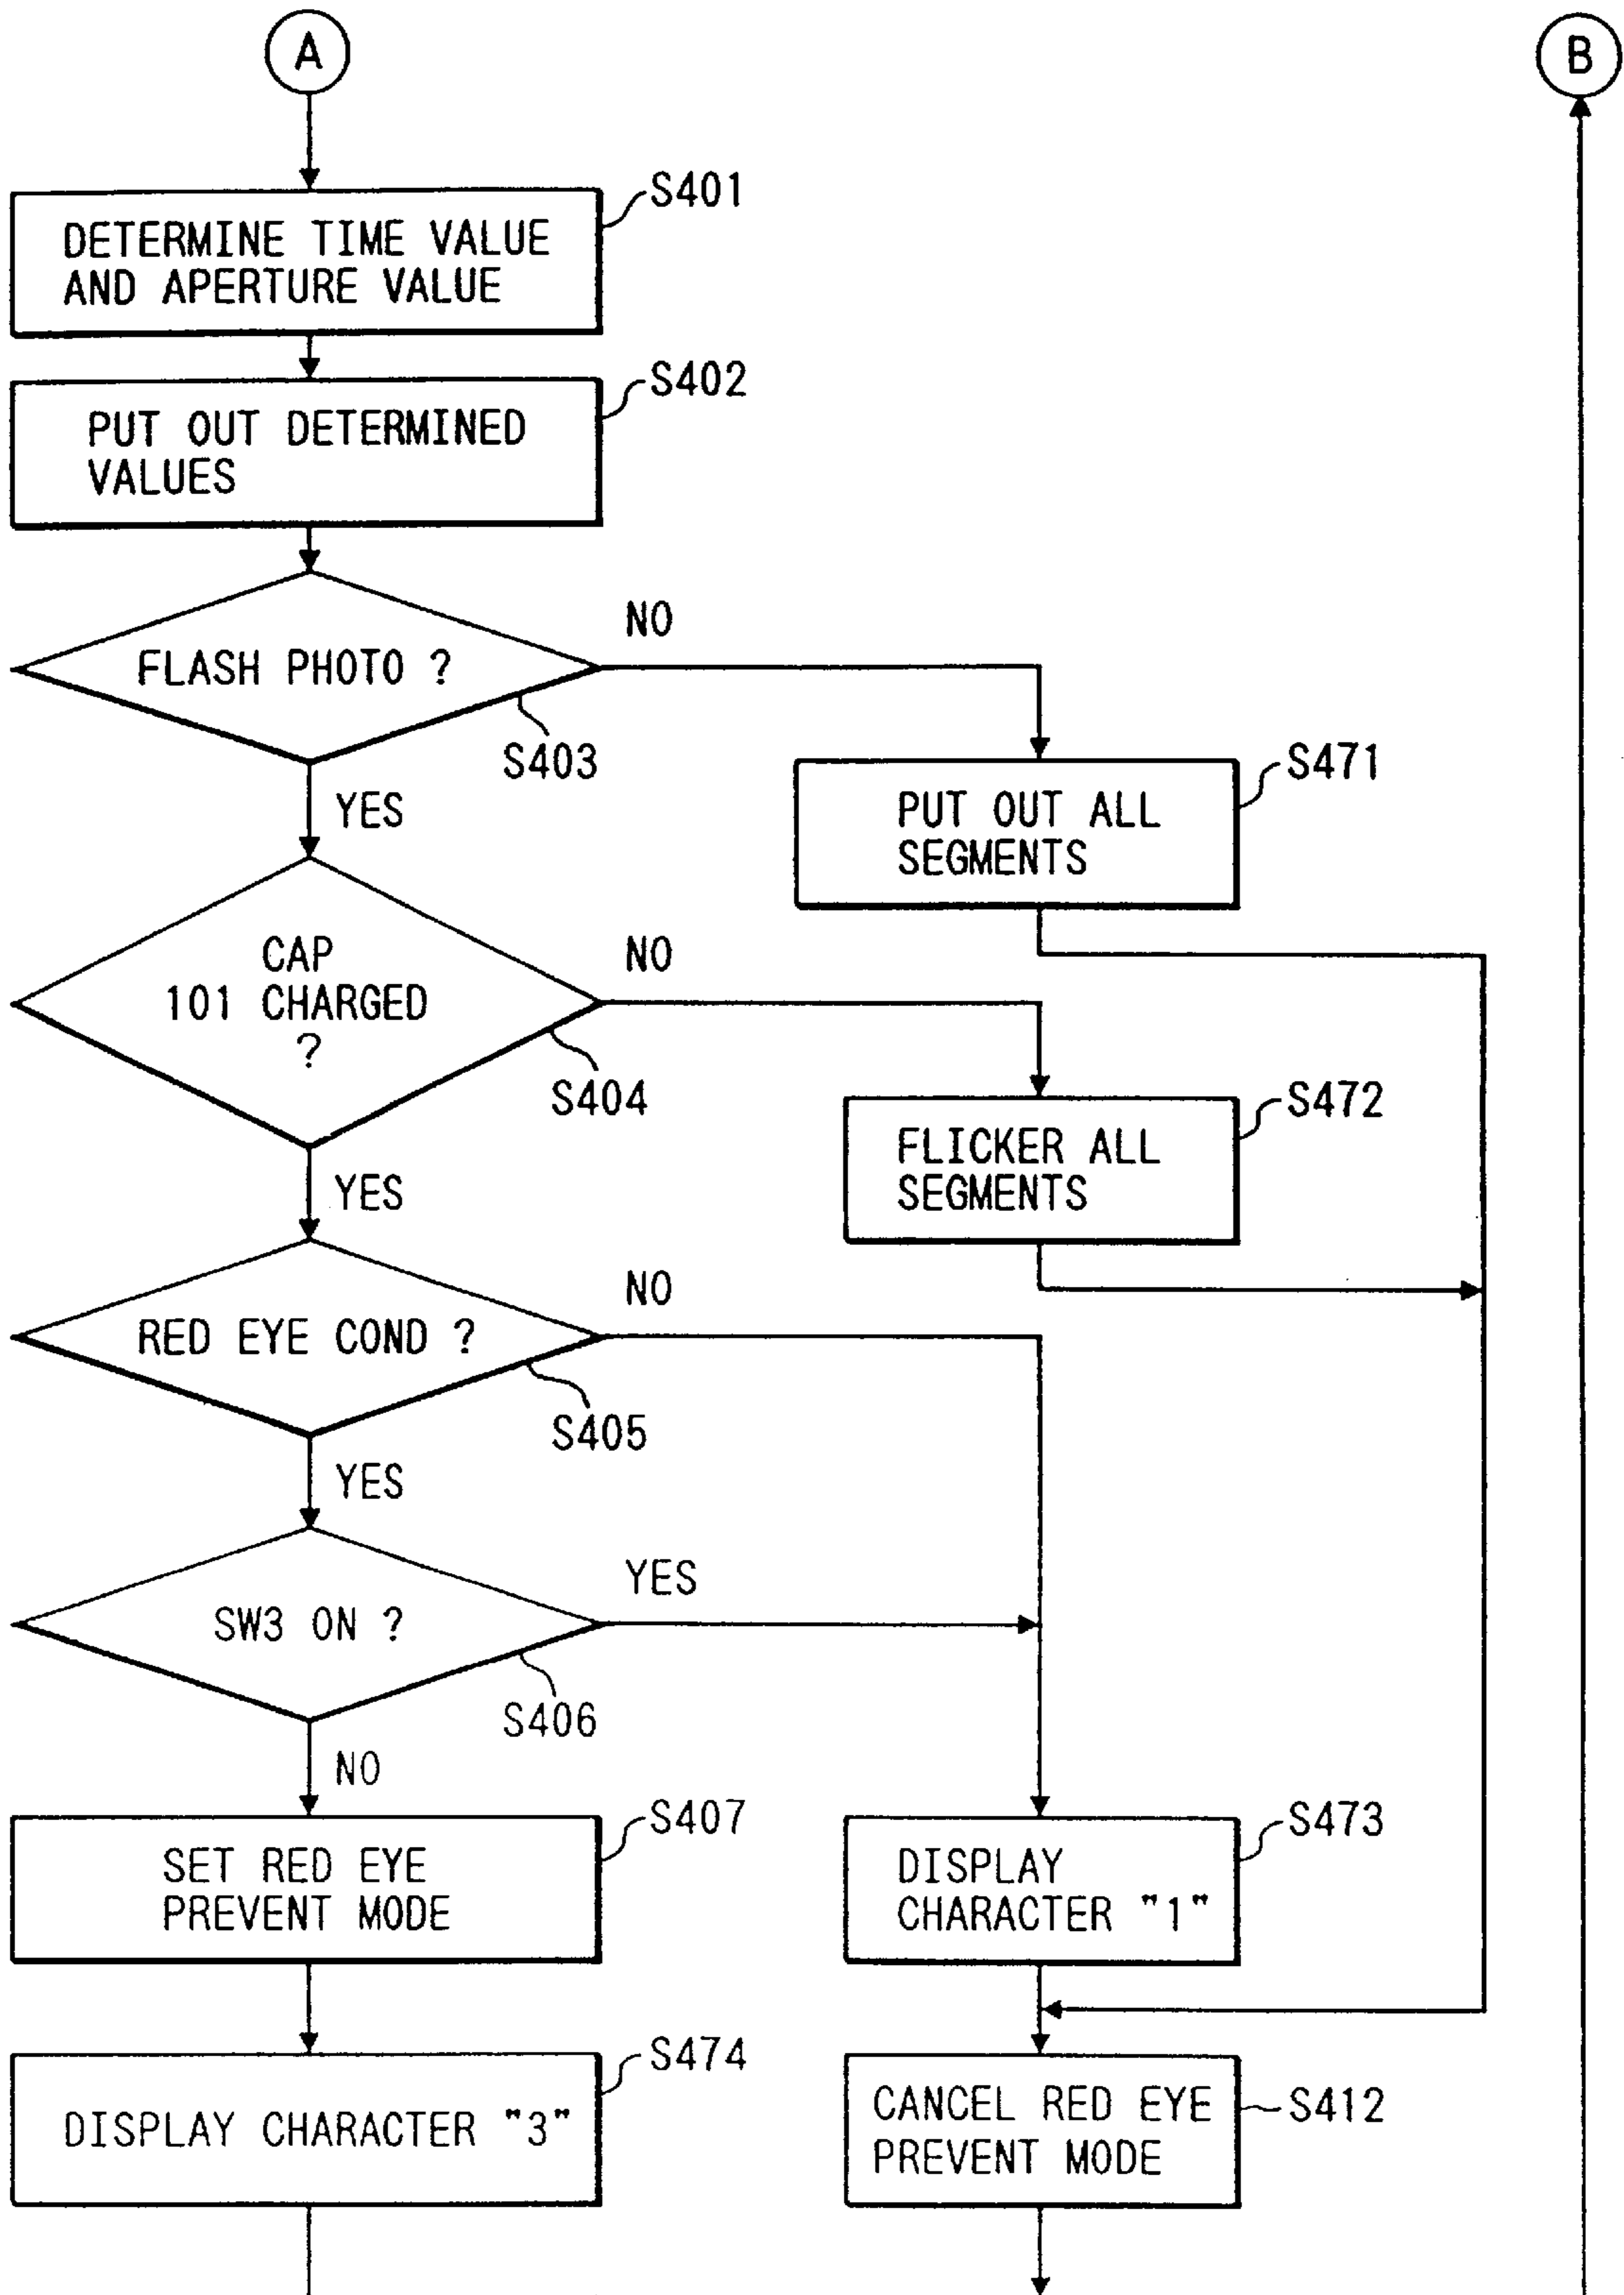 A
B
S401
DETERMINE TIME VALUE
AND APERTURE VALUE
S402
PUT OUT DETERMINED
VALUES
NO
FLASH PHOTO ?
S403
YES
S471
PUT OUT ALL
SEGMENTS
NO
CAP
101 CHARGED
?
S404
YES
S472
FLICKER ALL
SEGMENTS
NO
RED EYE COND ?
S405
YES
YES
SW3 ON ?
S406
NO
S407
SET RED EYE
PREVENT MODE
S473
DISPLAY
CHARACTER "1"
S474
DISPLAY CHARACTER "3"
S412
CANCEL RED EYE
PREVENT MODE